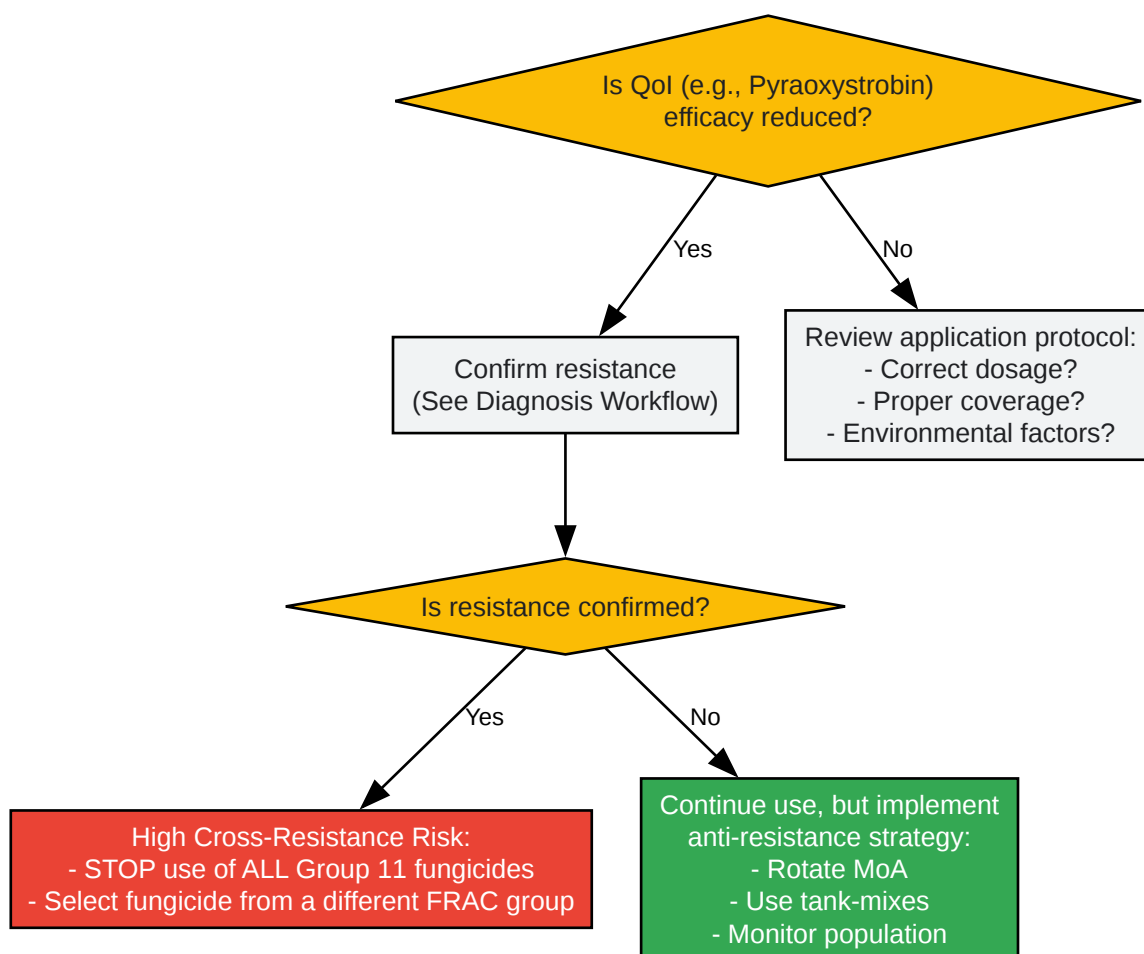 Is QoI (e.g., Pyraoxystrobin)
efficacy reduced?
Yes
No
Confirm resistance
(See Diagnosis Workflow)
Review application protocol:
- Correct dosage?
- Proper coverage?
- Environmental factors?
Is resistance confirmed?
Yes
No
High Cross-Resistance Risk:
- STOP use of ALL Group 11 fungicides
- Select fungicide from a different FRAC group
Continue use, but implement
anti-resistance strategy:
- Rotate MoA
- Use tank-mixes
- Monitor population